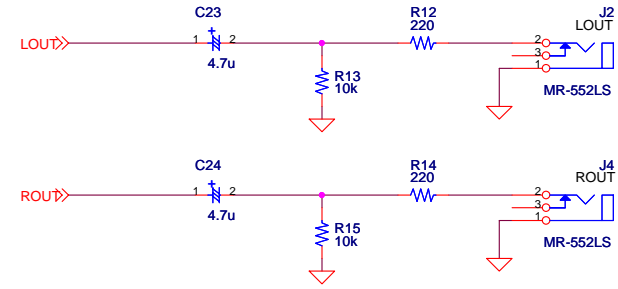 C23 R12 J2
220 LOUT
LOUT 1 + 2 2
3
R13 1
4.7u 10k MR-552LS
C24 R14 J4
220 ROUT
ROUT 1 + 2 2
3
R15 1
4.7u 10k MR-552LS